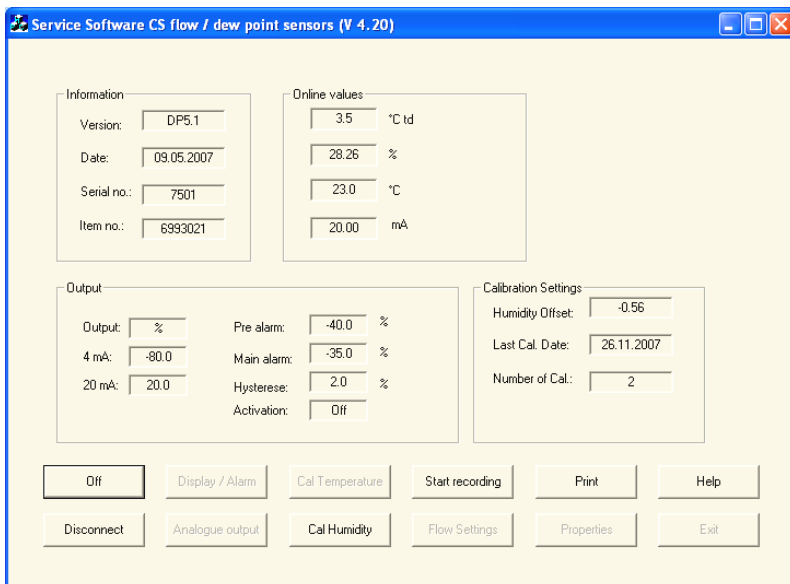 Service Software CS flow / dew point sensors (V 4.20)
Information
Version: DP5.1
Date: 09.05.2007
Serial no.: 7501
Item no.: 6993021
Online values
3.5 °C td
28.26 %
23.0 °C
20.00 mA
Output
Output: %
4 mA: -80.0
20 mA: 20.0
Pre alarm: -40.0 %
Main alarm: -35.0 %
Hysterese: 2.0 %
Activation: Off
Calibration Settings
Humidity Offset: -0.56
Last Cal. Date: 26.11.2007
Number of Cal.: 2
Off Display / Alarm Cal Temperature Start recording Print Help
Disconnect Analogue output Cal Humidity Flow Settings Properties Exit